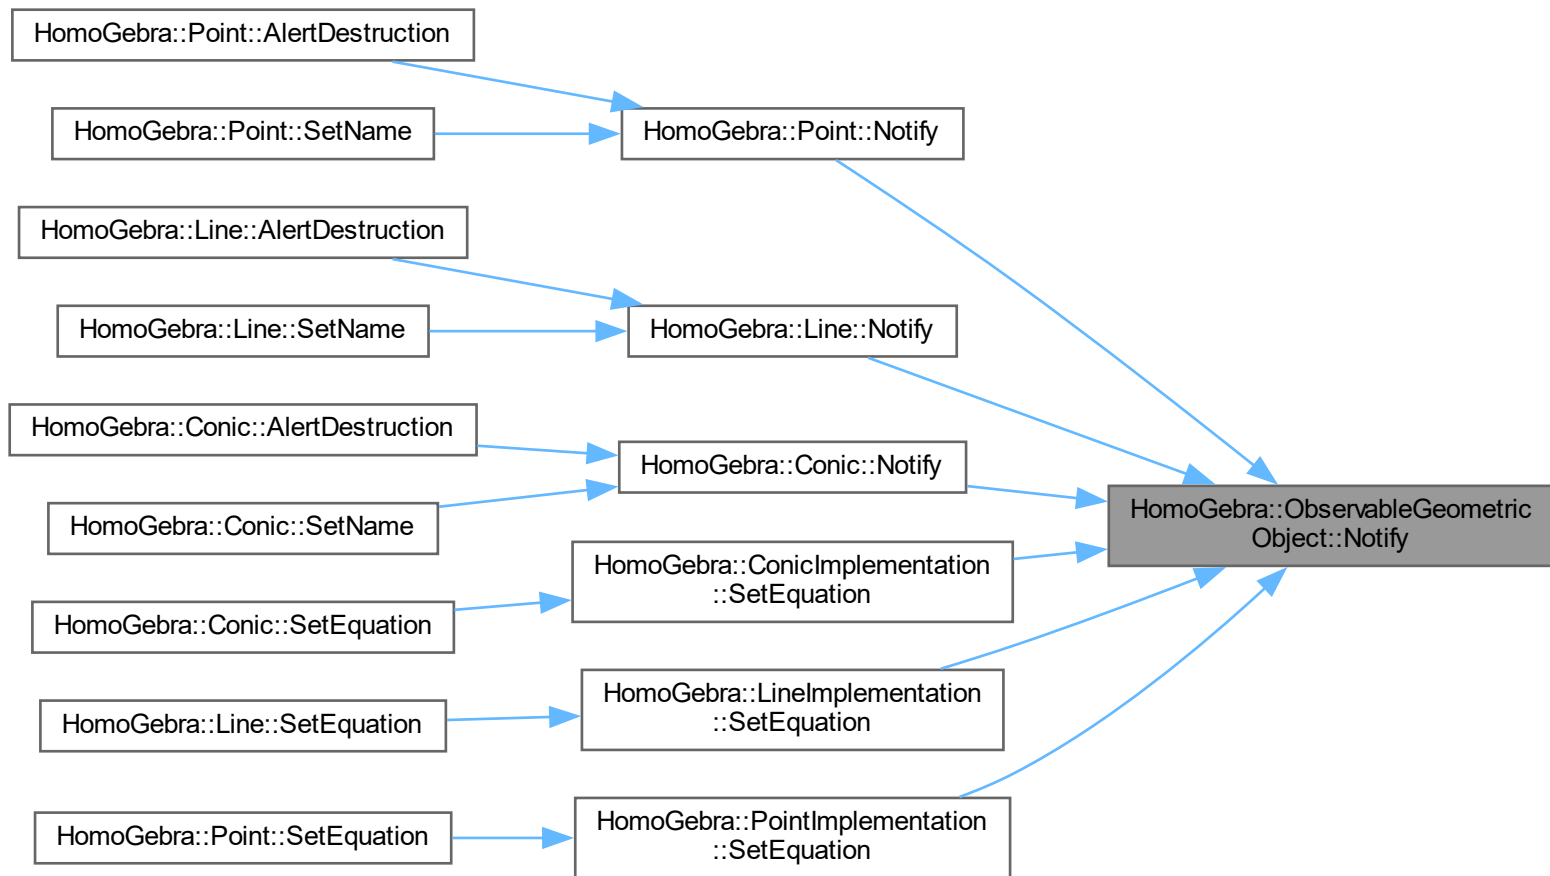 HomoGebra::Point::AlertDestruction
HomoGebra::Point::SetName
HomoGebra::Point::Notify
HomoGebra::Line::AlertDestruction
HomoGebra::Line::SetName
HomoGebra::Line::Notify
HomoGebra::Conic::AlertDestruction
HomoGebra::Conic::Notify
HomoGebra::Conic::SetName
HomoGebra::ObservableGeometric
Object::Notify
HomoGebra::ConicImplementation
::SetEquation
HomoGebra::Conic::SetEquation
HomoGebra::LineImplementation
::SetEquation
HomoGebra::Line::SetEquation
HomoGebra::PointImplementation
::SetEquation
HomoGebra::Point::SetEquation